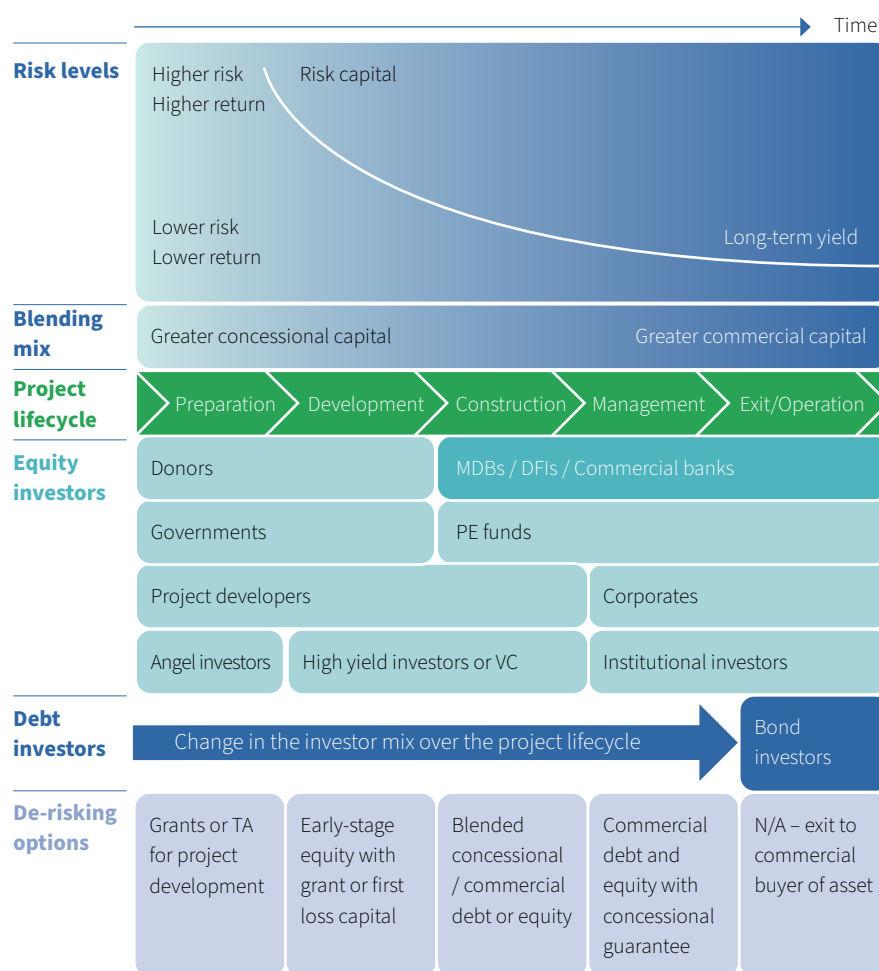 Time
Risk levels
Higher risk
Higher return
Risk capital
Lower risk
Lower return
Long-term yield
Blending
mix
Greater concessional capital
Greater commercial capital
Project
lifecycle
Preparation
Development
Construction
Management
Exit/Operation
Equity
investors
Donors
MDBs / DFIs / Commercial banks
Governments
PE funds
Project developers
Corporates
Angel investors
High yield investors or VC
Institutional investors
Debt
investors
Change in the investor mix over the project lifecycle
Bond
investors
De-risking
options
Grants or TA
for project
development
Early-stage
equity with
grant or first
loss capital
Blended
concessional
/ commercial
debt or equity
Commercial
debt and
equity with
concessional
guarantee
N/A – exit to
commercial
buyer of asset